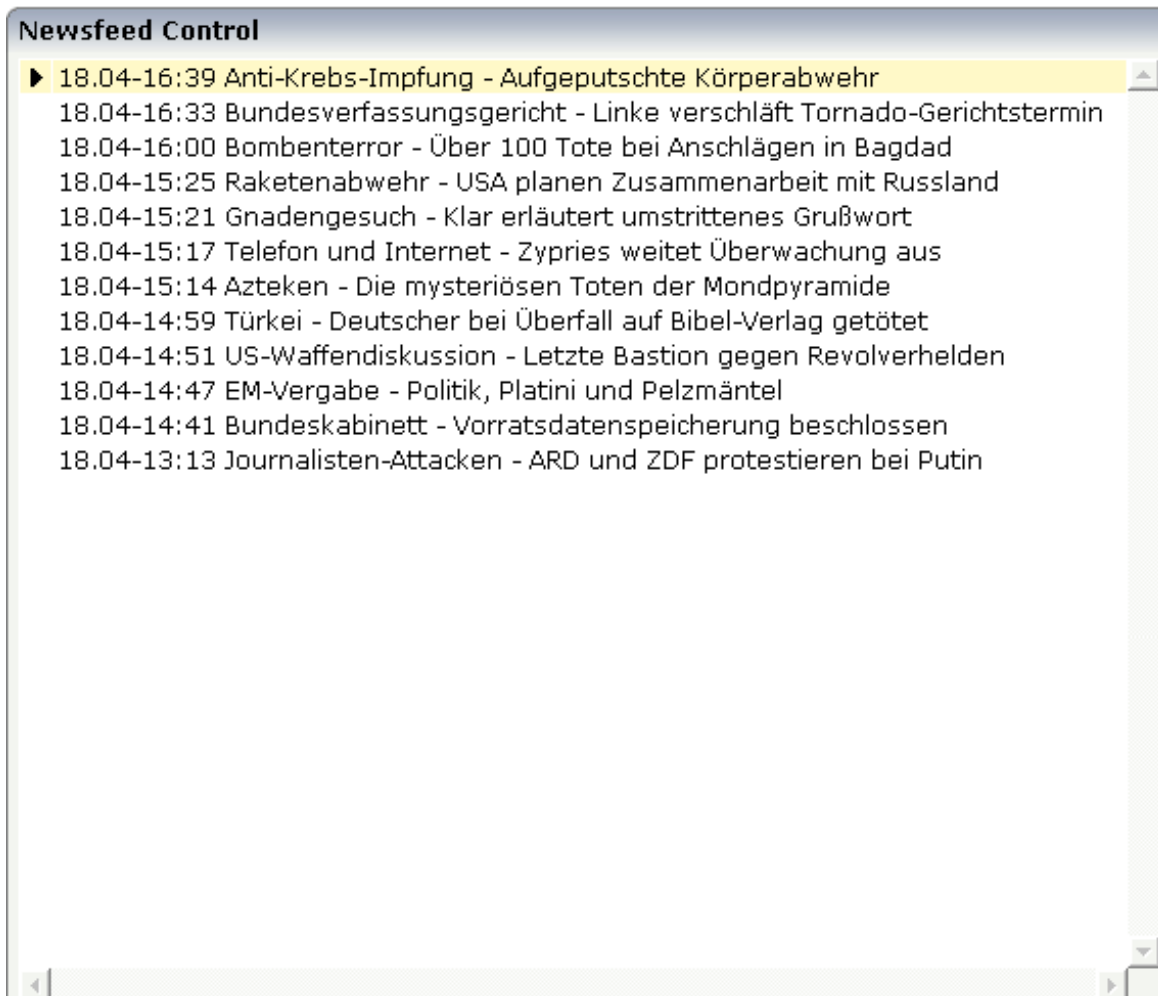 Newsfeed Control
18.04-16:39 Anti-Krebs-Impfung - Aufgeputschte Körperabwehr
18.04-16:33 Bundesverfassungsgericht - Linke verschläft Tornado-Gerichtstermin
18.04-16:00 Bombenterror - Über 100 Tote bei Anschlägen in Bagdad
18.04-15:25 Raketenabwehr - USA planen Zusammenarbeit mit Russland
18.04-15:21 Gnadengesuch - Klar erläutert umstrittenes Grußwort
18.04-15:17 Telefon und Internet - Zypries weitet Überwachung aus
18.04-15:14 Azteken - Die mysteriösen Toten der Mondpyramide
18.04-14:59 Türkei - Deutscher bei Überfall auf Bibel-Verlag getötet
18.04-14:51 US-Waffendiskussion - Letzte Bastion gegen Revolverhelden
18.04-14:47 EM-Vergabe - Politik, Platini und Pelzmäntel
18.04-14:41 Bundeskabinett - Vorratsdatenspeicherung beschlossen
18.04-13:13 Journalisten-Attacken - ARD und ZDF protestieren bei Putin